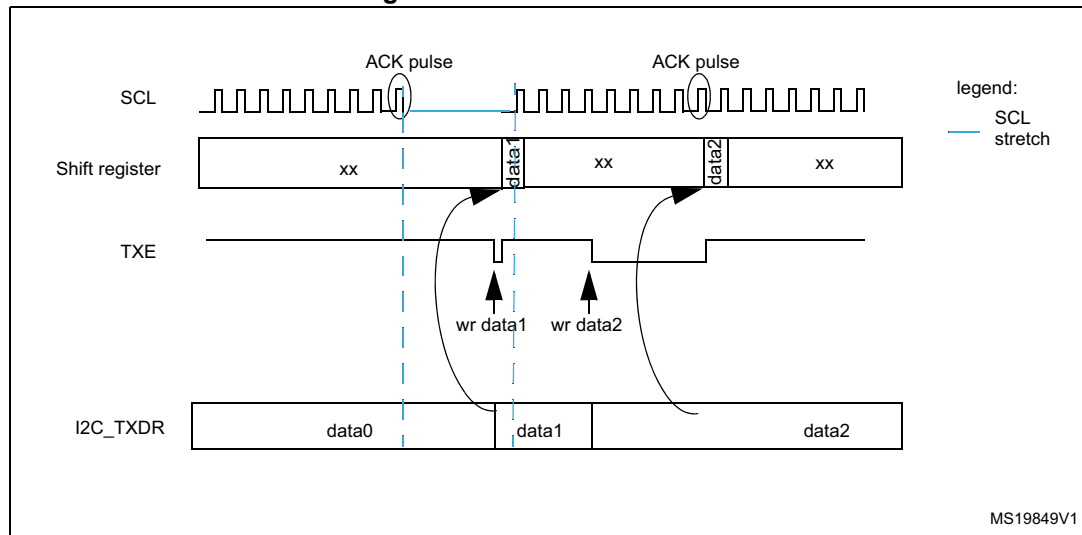 ACK pulse ACK pulse
legend:
SCL
SCL
stretch
Shift register xx data1 xx data2 xx
TXE
wr data1 wr data2
I2C_TXDR data0 data1 data2
MS19849V1